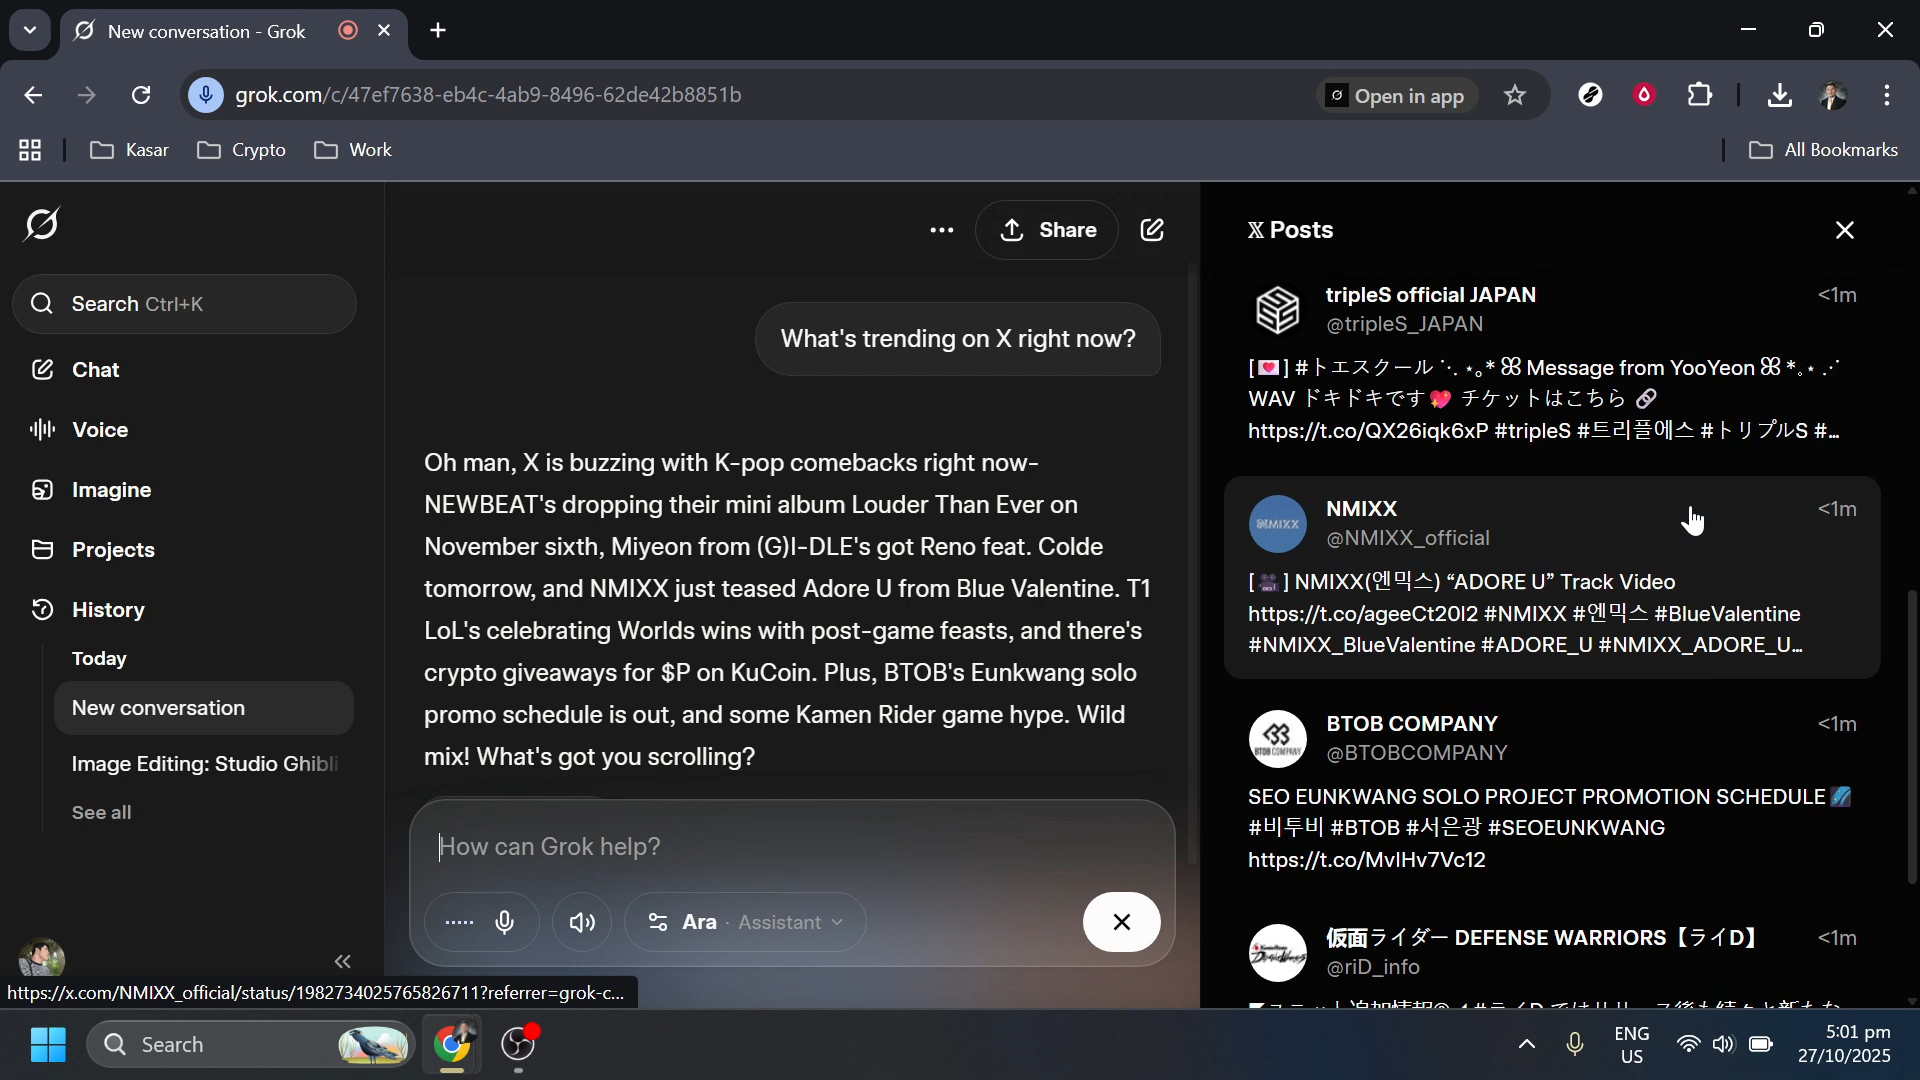 New conversation - Grok
grok.com/c/47ef7638-eb4c-4ab9-8496-62de42b8851b
Open in app
Kasar
Crypto
Work
All Bookmarks
Search Ctrl+K
Chat
Voice
Imagine
Projects
History
Today
New conversation
Image Editing: Studio Ghibli
See all
https://x.com/NMIXX_official/status/1982734025765826711?referrer=grok-c...
Share
What's trending on X right now?
Oh man, X is buzzing with K-pop comebacks right now-
NEWBEAT's dropping their mini album Louder Than Ever on
November sixth, Miyeon from (G)I-DLE's got Reno feat. Colde
tomorrow, and NMIXX just teased Adore U from Blue Valentine. T1
LoL's celebrating Worlds wins with post-game feasts, and there's
crypto giveaways for $P on KuCoin. Plus, BTOB's Eunkwang solo
promo schedule is out, and some Kamen Rider game hype. Wild
mix! What's got you scrolling?
How can Grok help?
Ara · Assistant
𝕏 Posts
tripleS official JAPAN
<1m
@tripleS_JAPAN
[💌] #トエスクール ⋱ ⋆｡* ꕤ Message from YooYeon ꕤ *｡⋆ ⋰
WAV ドキドキです💖 チケットはこちら 🔗
https://t.co/QX26iqk6xP #tripleS #트리플에스 #トリプルS #...
NMIXX
<1m
@NMIXX_official
[🎥] NMIXX(엔믹스) “ADORE U” Track Video
https://t.co/ageeCt20I2 #NMIXX #엔믹스 #BlueValentine
#NMIXX_BlueValentine #ADORE_U #NMIXX_ADORE_U...
BTOB COMPANY
<1m
@BTOBCOMPANY
SEO EUNKWANG SOLO PROJECT PROMOTION SCHEDULE
#비투비 #BTOB #서은광 #SEOEUNKWANG
https://t.co/MvlHv7Vc12
仮面ライダー DEFENSE WARRIORS【ライD】
<1m
@riD_info
Search
ENG
US
5:01 pm
27/10/2025